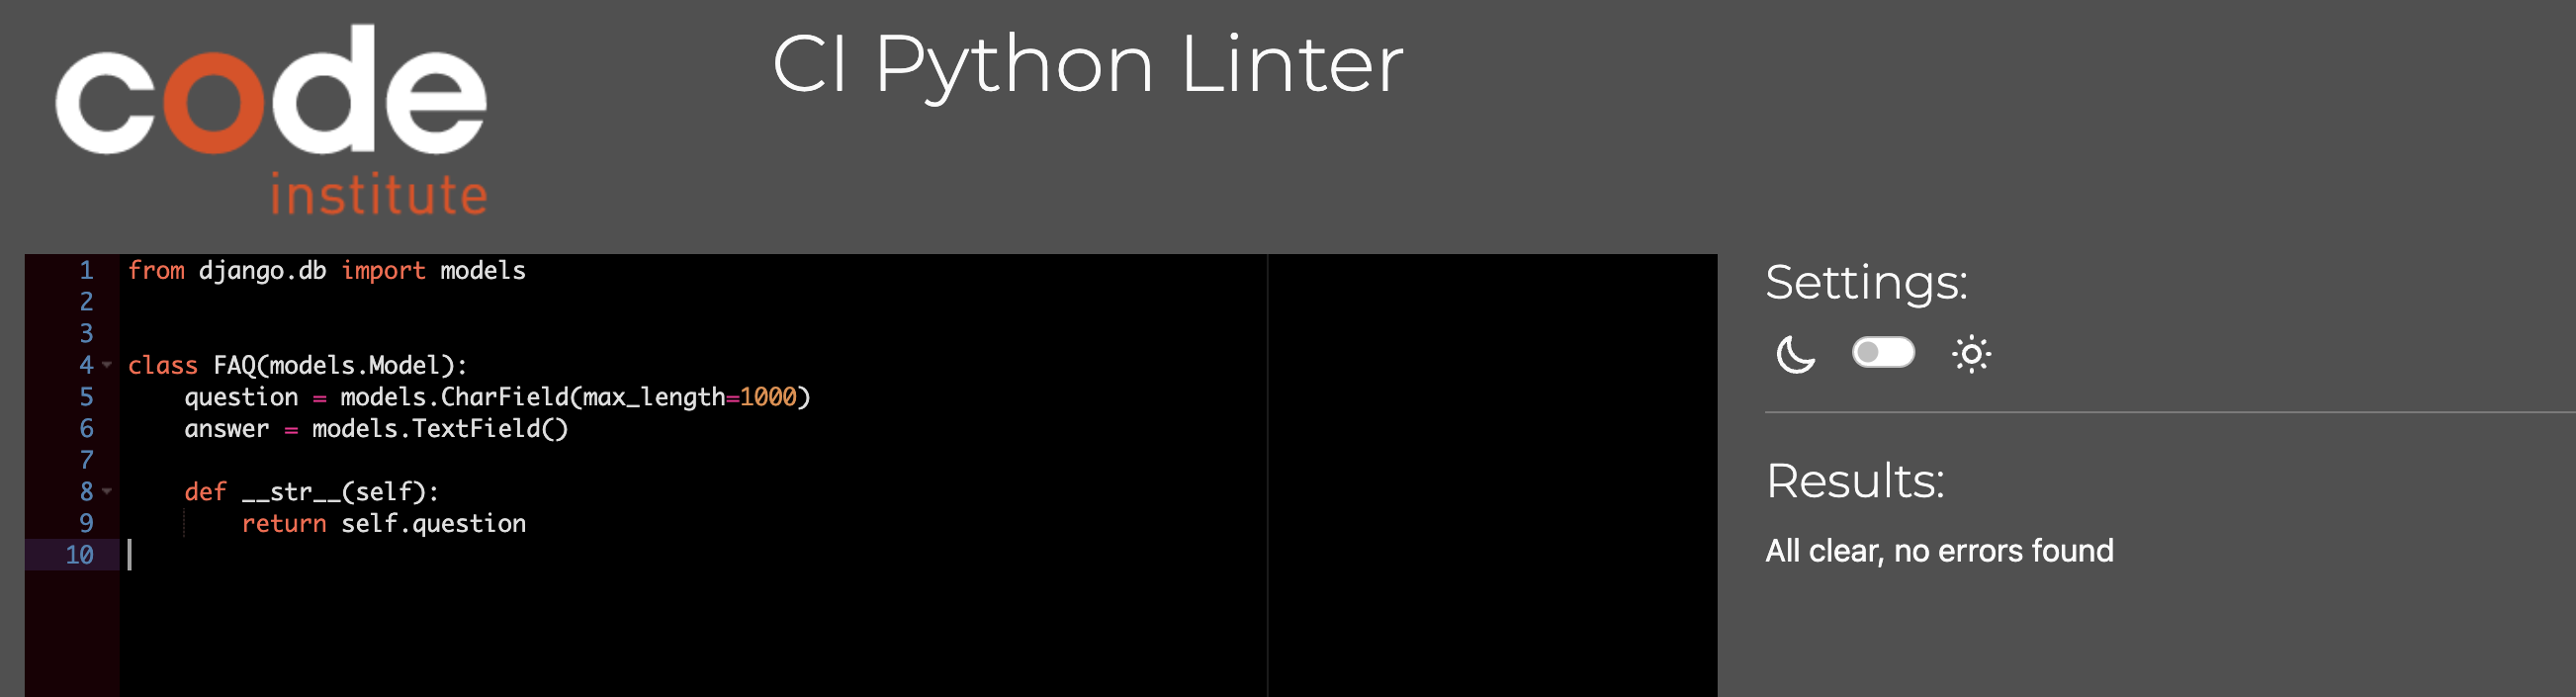 code
institute
CI Python Linter
1 from django.db import models
2
3
4 class FAQ(models.Model):
5     question = models.CharField(max_length=1000)
6     answer = models.TextField()
7
8     def __str__(self):
9         return self.question
10
Settings:
Results:
All clear, no errors found